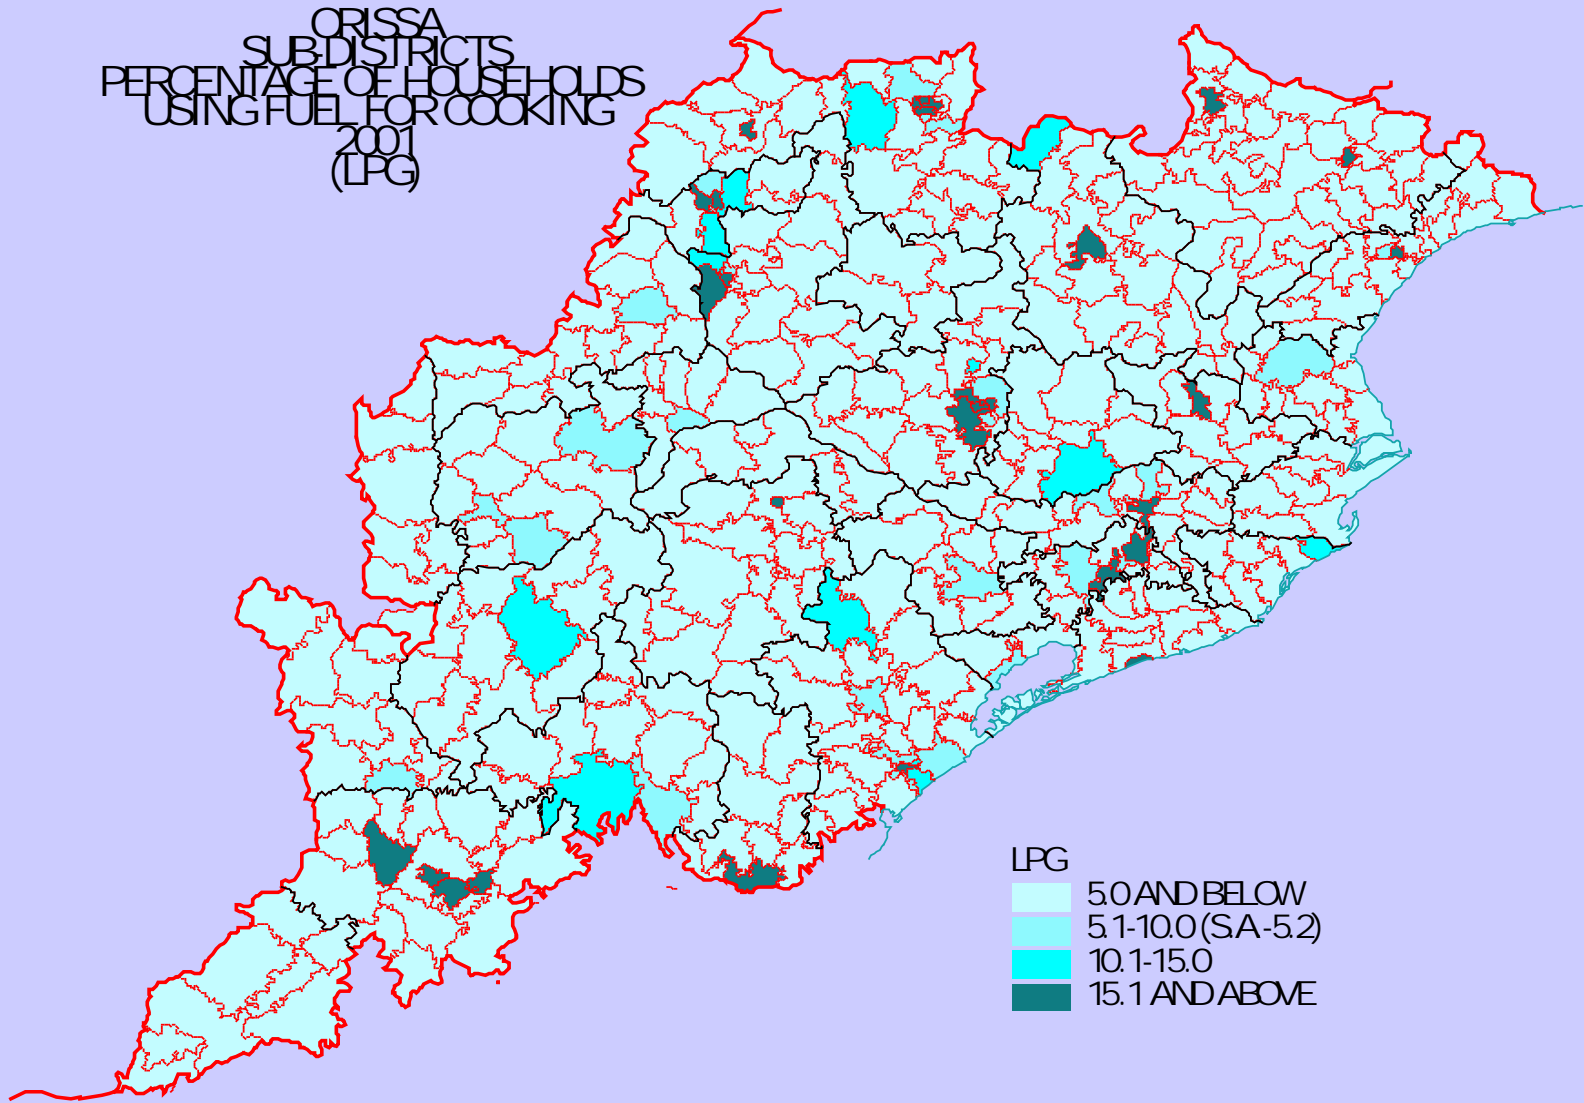 ORISSA
SUB-DISTRICTS
PERCENTAGE OF HOUSEHOLDS
USING FUEL FOR COOKING
2001
(LPG)
LPG
5.0 AND BELOW
5.1-10.0 (S.A.-5.2)
10.1-15.0
15.1 AND ABOVE